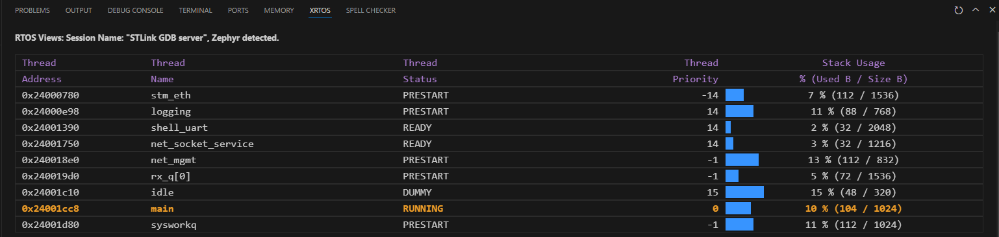 PROBLEMS OUTPUT DEBUG CONSOLE TERMINAL PORTS MEMORY XRTOS SPELL CHECKER
RTOS Views: Session Name: "STLink GDB server", Zephyr detected.
Thread Thread Thread Thread Stack Usage
Address Name Status Priority % (Used B / Size B)
0x24000780 stm_eth PRESTART -14 7 % (112 / 1536)
0x24000e98 logging PRESTART 14 11 % (88 / 768)
0x24001390 shell_uart READY 14 2 % (32 / 2048)
0x24001750 net_socket_service READY 14 3 % (32 / 1216)
0x240018e0 net_mgmt PRESTART -1 13 % (112 / 832)
0x240019d0 rx_q[0] PRESTART -1 5 % (72 / 1536)
0x24001c10 idle DUMMY 15 15 % (48 / 320)
0x24001cc8 main RUNNING 0 10 % (104 / 1024)
0x24001d80 sysworkq PRESTART -1 11 % (112 / 1024)